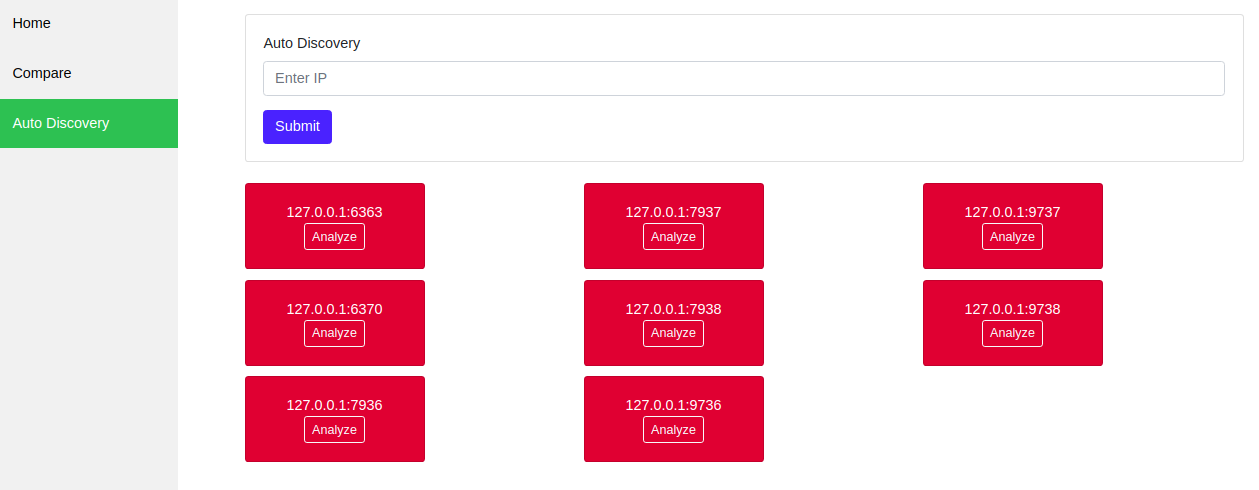 Home
Compare
Auto Discovery
Auto Discovery
Enter IP
Submit
127.0.0.1:6363
Analyze
127.0.0.1:7937
Analyze
127.0.0.1:9737
Analyze
127.0.0.1:6370
Analyze
127.0.0.1:7938
Analyze
127.0.0.1:9738
Analyze
127.0.0.1:7936
Analyze
127.0.0.1:9736
Analyze